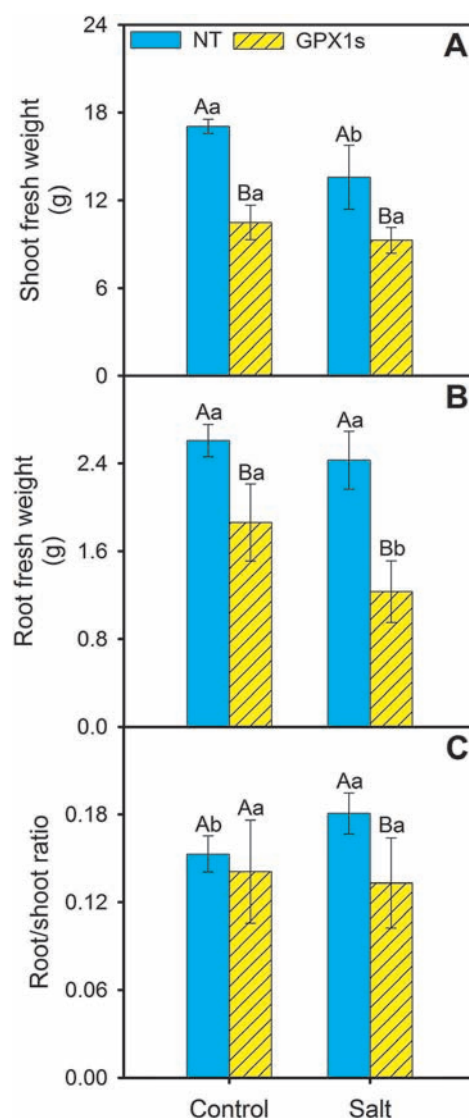 24
NT
GPX1s
A
18
12
6
0
Shoot fresh weight
(g)
Aa
Ba
Ab
Ba
B
2.4
1.6
0.8
0.0
Root fresh weight
(g)
Aa
Ba
Aa
Bb
C
0.18
0.12
0.06
0.00
Root/shoot ratio
Ab
Aa
Aa
Ba
Control
Salt